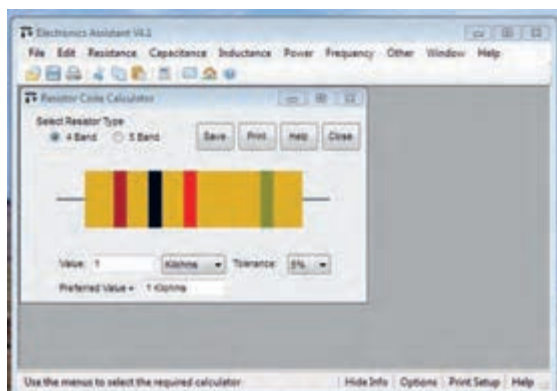 Electronics Assistant V4.1
File Edit Resistance Capacitance Inductance Power Frequency Other Window Help
Resistor Code Calculator
Select Resistor Type
4 Band 5 Band Save Print Help Close
Value: 1 Kilohms Tolerance: 5%
Preferred Value = 1 Kilohms
Use the menus to select the required calculator Hide Info Options Print Setup Help